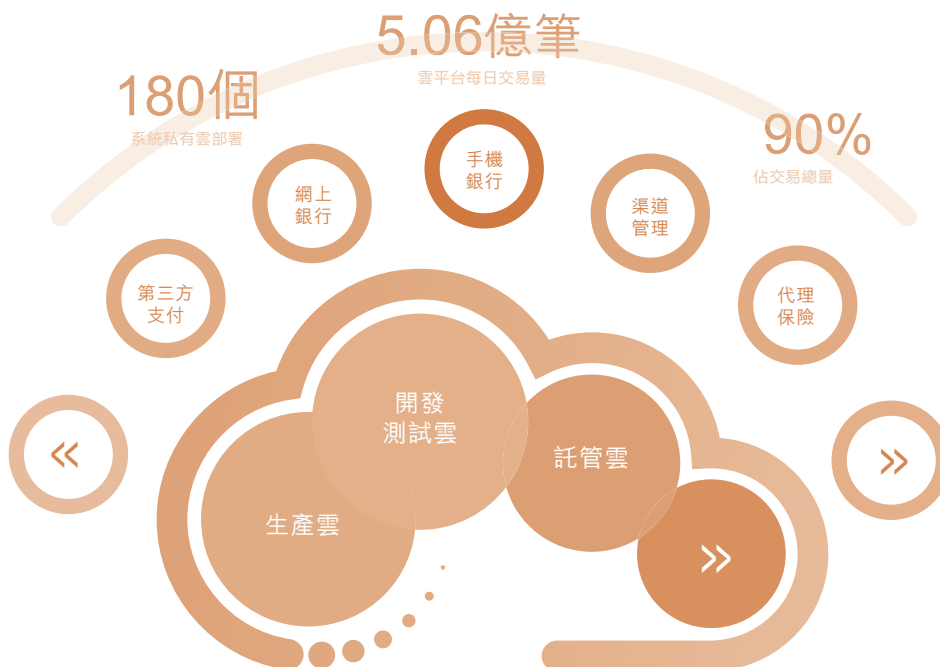 5.06億筆
雲平台每日交易量
180個
系統私有雲部署
90%
佔交易總量
手機
銀行
網上
銀行
渠道
管理
第三方
支付
代理
保險
«
»
開發
測試雲
託管雲
生產雲
»